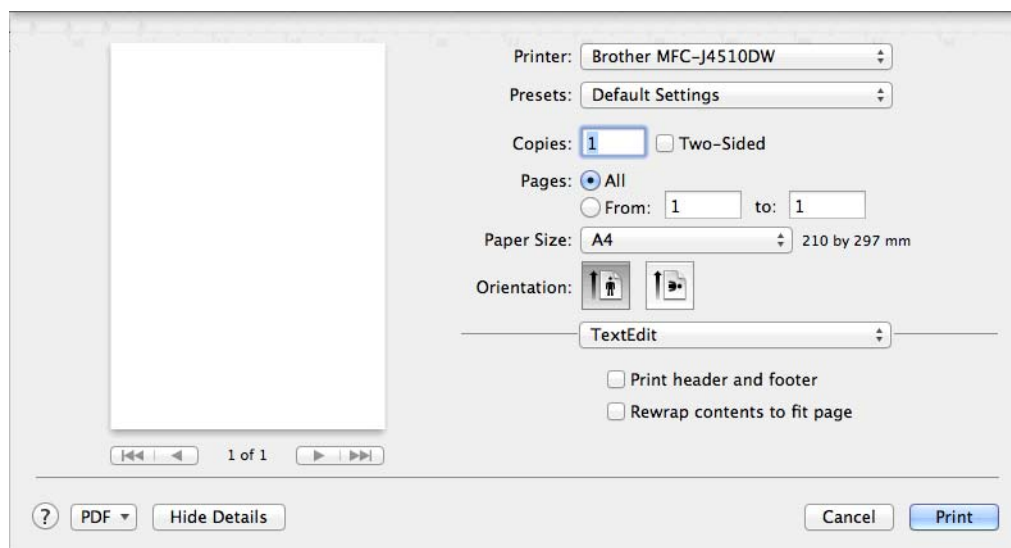 Printer: Brother MFC-J4510DW
Presets: Default Settings
Copies: 1 Two-Sided
Pages: All
From: 1 to: 1
Paper Size: A4 210 by 297 mm
Orientation:
TextEdit
Print header and footer
Rewrap contents to fit page
1 of 1
? PDF Hide Details Cancel Print